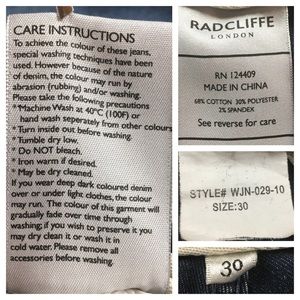 CARE INSTRUCTIONS
To achieve the colour of these jeans,
special washing techniques have been
used. However because of the nature
of denim, the colour may run by
abrasion (rubbing) and/or washing.
Please take the following precautions
* Machine Wash at 40°C (100F) or
hand wash seperately from other colours
* Turn inside out before washing.
* Tumble dry low.
* Do NOT bleach.
* Iron warm if desired.
* May be dry cleaned.
If you wear deep dark coloured denim
over or under light clothes, the colour
may run. The colour of this garment will
gradually fade over time through
washing; if you wish to preserve it you
may clean it or wash it in
cold water. Please remove all
accessories before washing.
RADCLIFFE
LONDON
RN 124409
MADE IN CHINA
68% COTTON 30% POLYESTER
2% SPANDEX
See reverse for care
STYLE# WJN-029-10
SIZE:30
30